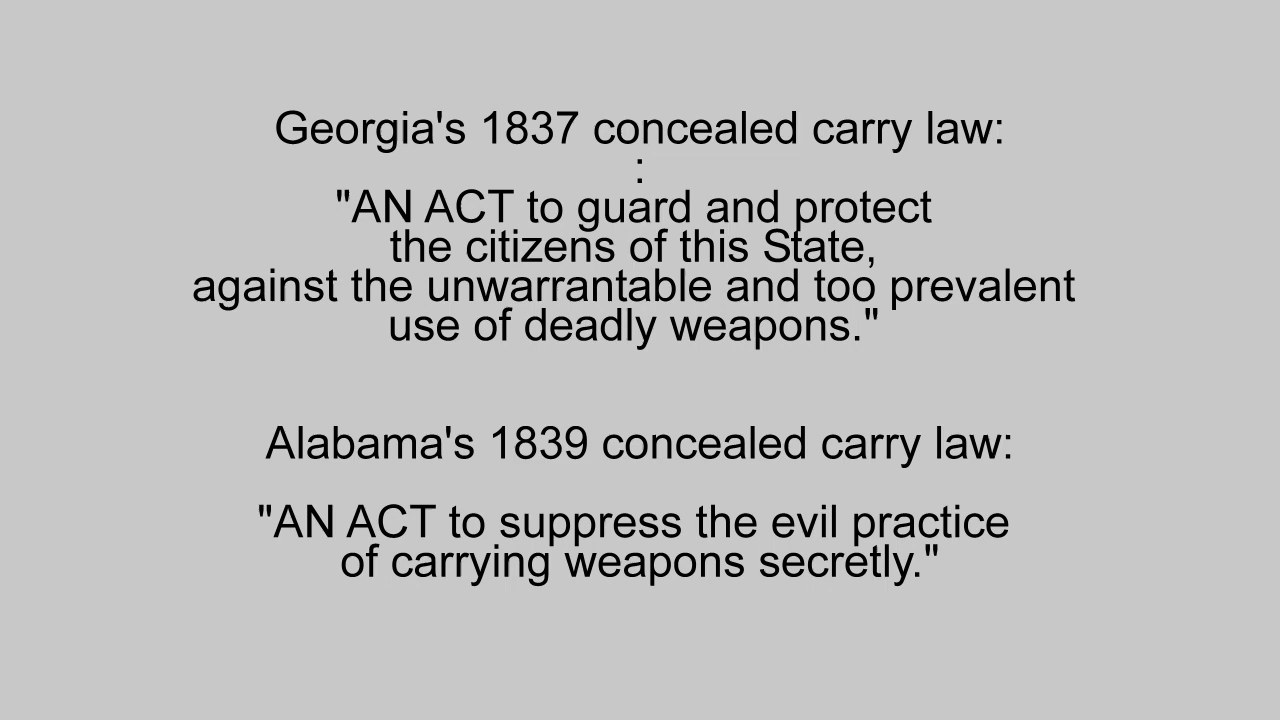 Georgia's 1837 concealed carry law:
:
"AN ACT to guard and protect
the citizens of this State,
against the unwarrantable and too prevalent
use of deadly weapons."
Alabama's 1839 concealed carry law:
"AN ACT to suppress the evil practice
of carrying weapons secretly."